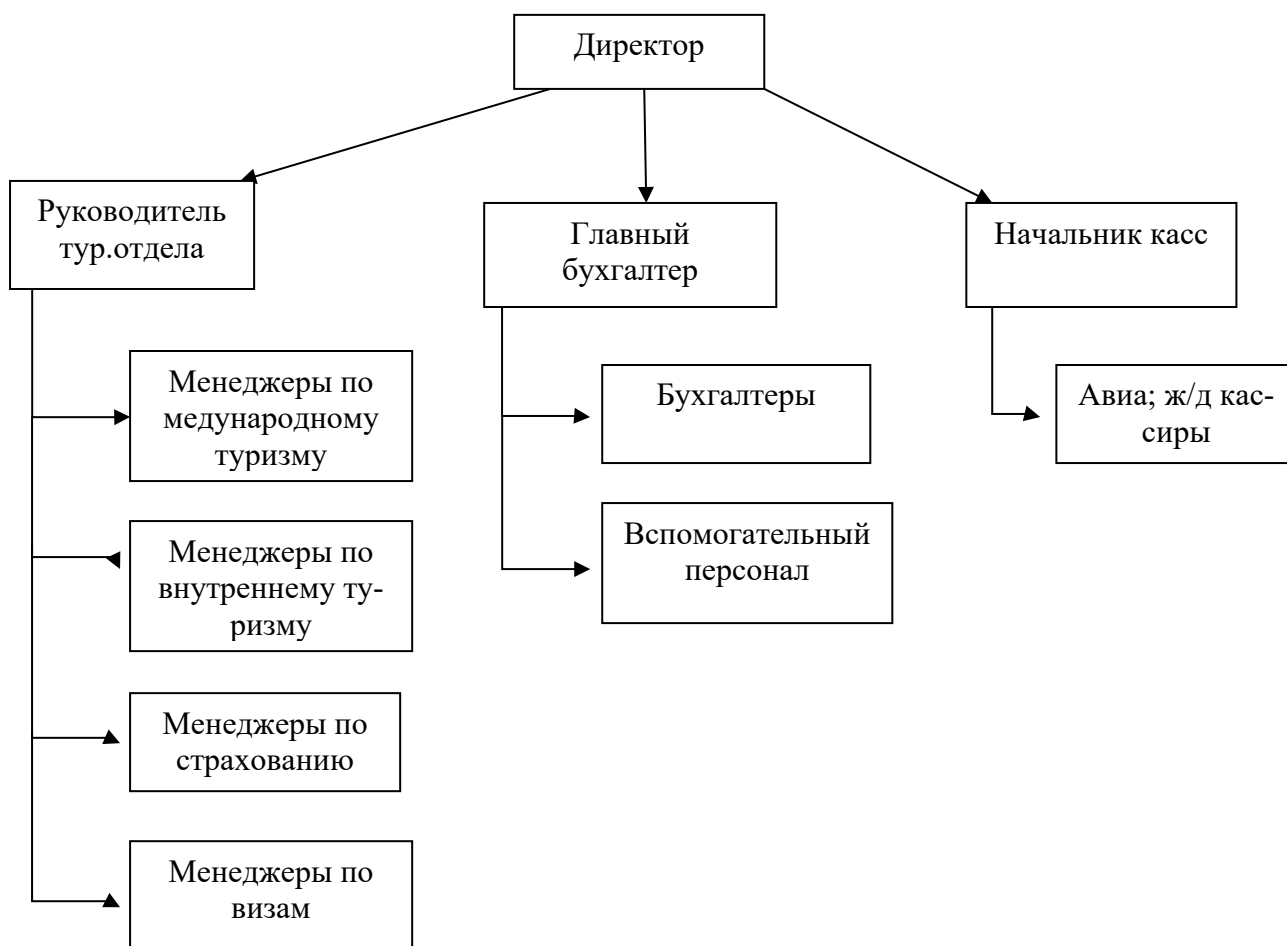 Директор
Руководитель
тур.отдела
Главный
бухгалтер
Начальник касс
Менеджеры по
медународному
туризму
Бухгалтеры
Авиа; ж/д кас-
сиры
Менеджеры по
внутреннему ту-
ризму
Вспомогательный
персонал
Менеджеры по
страхованию
Менеджеры по
визам